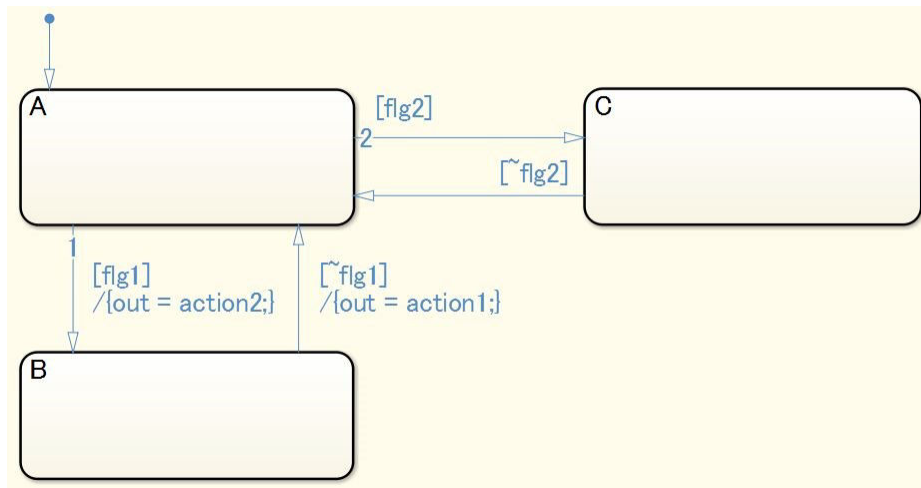 A
[flg2]
C
2
[~flg2]
1
[flg1]
/{out = action2;}
[~flg1]
/{out = action1;}
B